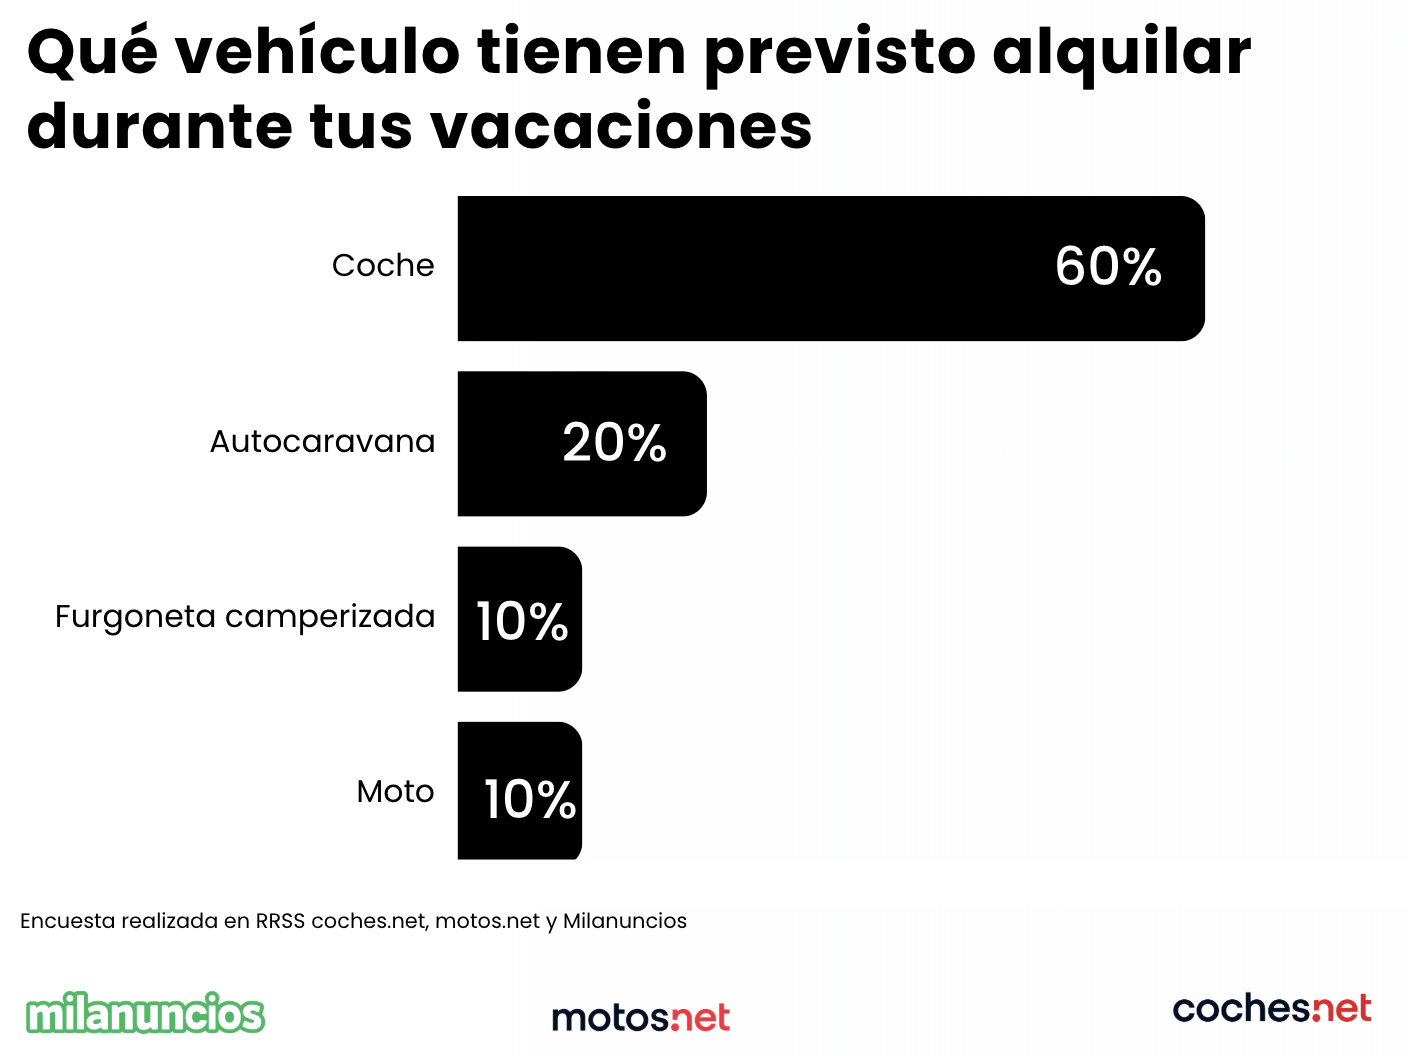 Qué vehículo tienen previsto alquilar
durante tus vacaciones
Coche
60%
Autocaravana
20%
Furgoneta camperizada
10%
Moto
10%
Encuesta realizada en RRSS coches.net, motos.net y Milanuncios
milanuncios
motos.net
coches.net